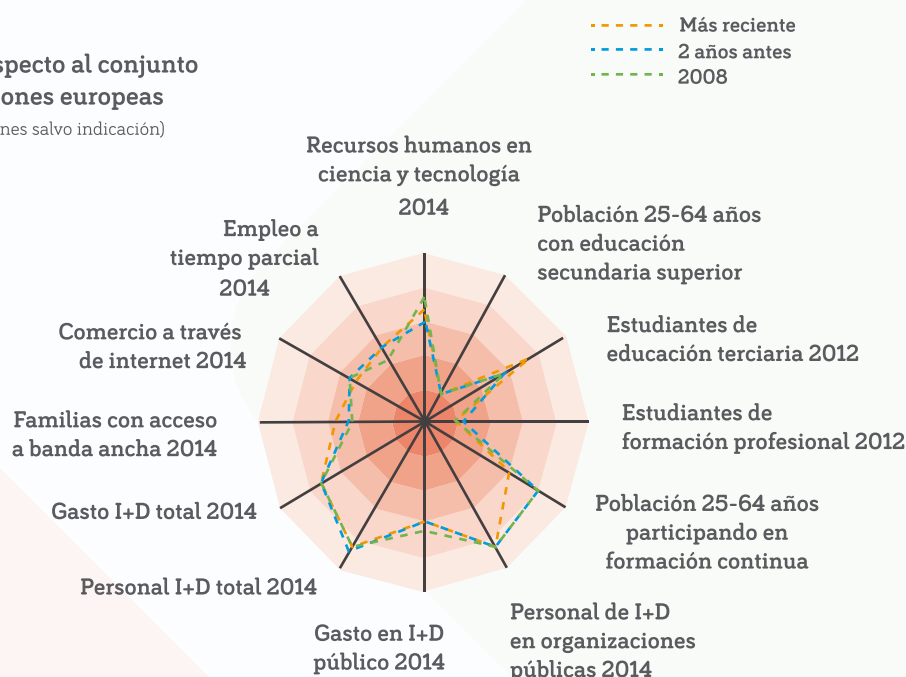 Más reciente
2 años antes
2008
specto al conjunto
ones europeas
nes salvo indicación)
Recursos humanos en
ciencia y tecnología
2014
Población 25-64 años
con educación
secundaria superior
Estudiantes de
educación terciaria 2012
Estudiantes de
formación profesional 2012
Población 25-64 años
participando en
formación continua
Personal de I+D
en organizaciones
públicas 2014
Gasto en I+D
público 2014
Personal I+D total 2014
Gasto I+D total 2014
Familias con acceso
a banda ancha 2014
Comercio a través
de internet 2014
Empleo a
tiempo parcial
2014